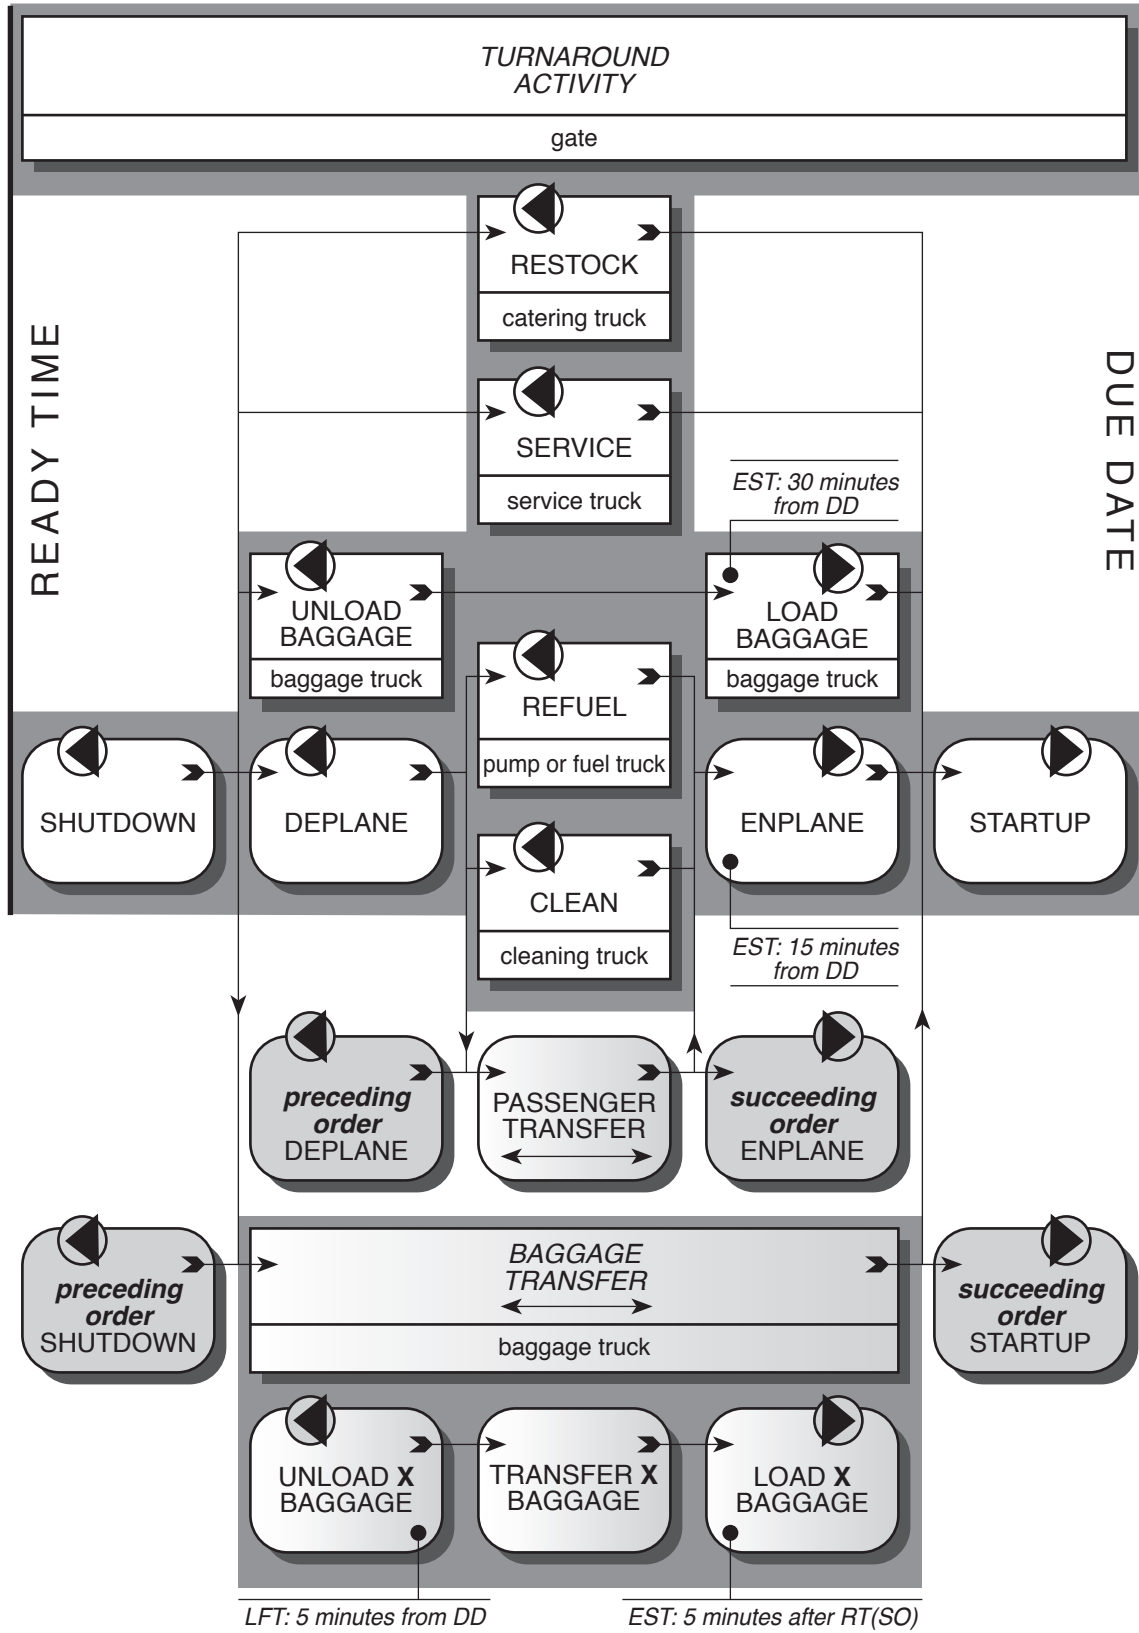 TURNAROUND
ACTIVITY
gate
READY TIME
DUE DATE
RESTOCK
catering truck
SERVICE
service truck
EST: 30 minutes
from DD
UNLOAD
BAGGAGE
baggage truck
LOAD
BAGGAGE
baggage truck
REFUEL
pump or fuel truck
SHUTDOWN
DEPLANE
ENPLANE
STARTUP
CLEAN
cleaning truck
EST: 15 minutes
from DD
preceding
order
DEPLANE
PASSENGER
TRANSFER
succeeding
order
ENPLANE
preceding
order
SHUTDOWN
BAGGAGE
TRANSFER
baggage truck
succeeding
order
STARTUP
UNLOAD X
BAGGAGE
TRANSFER X
BAGGAGE
LOAD X
BAGGAGE
LFT: 5 minutes from DD
EST: 5 minutes after RT(SO)